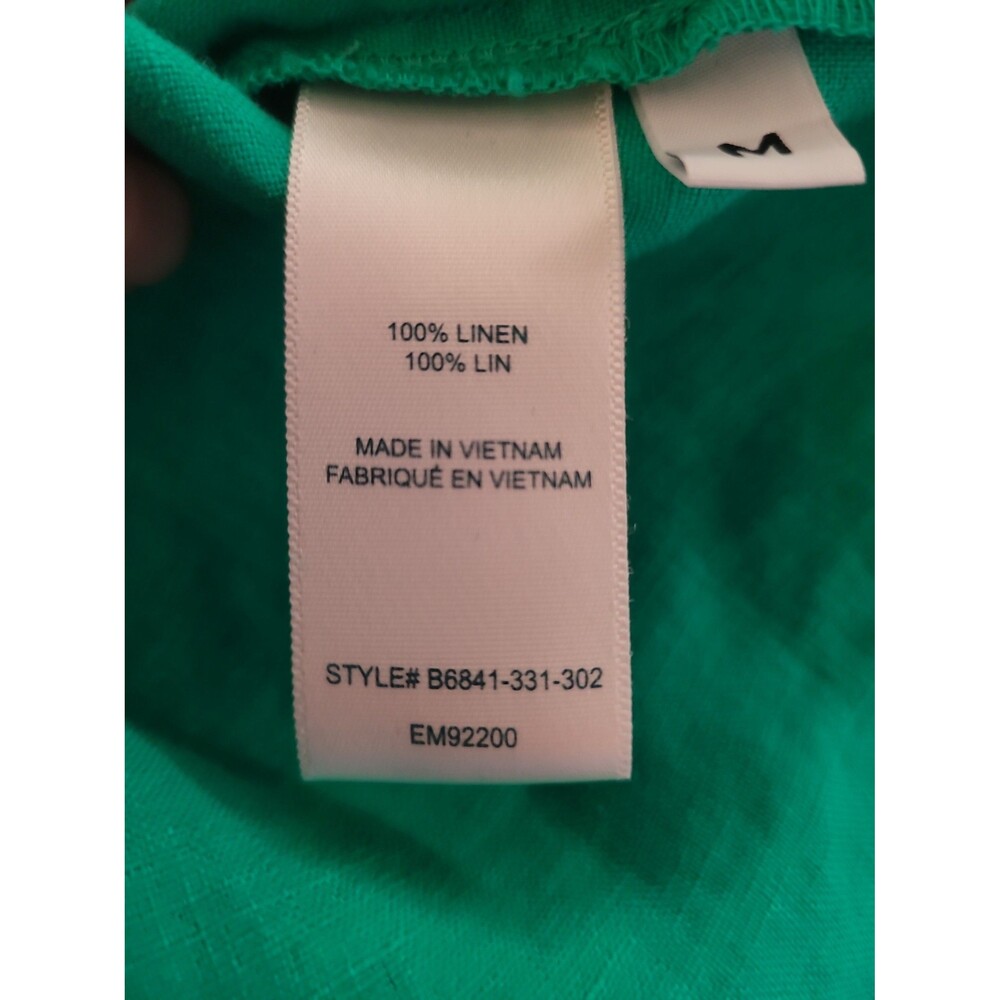 M
100% LINEN
100% LIN
MADE IN VIETNAM
FABRIQUÉ EN VIETNAM
STYLE# B6841-331-302
EM92200